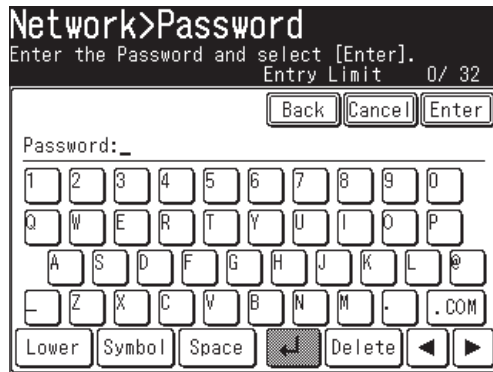 Network>Password
Enter the Password and select [Enter].
Entry Limit 0/ 32
Back Cancel Enter
Password:_
1 2 3 4 5 6 7 8 9 0
Q W E R T Y U I O P
A S D F G H J K L @
_ Z X C V B N M . .COM
Lower Symbol Space ↵ Delete ◀ ▶